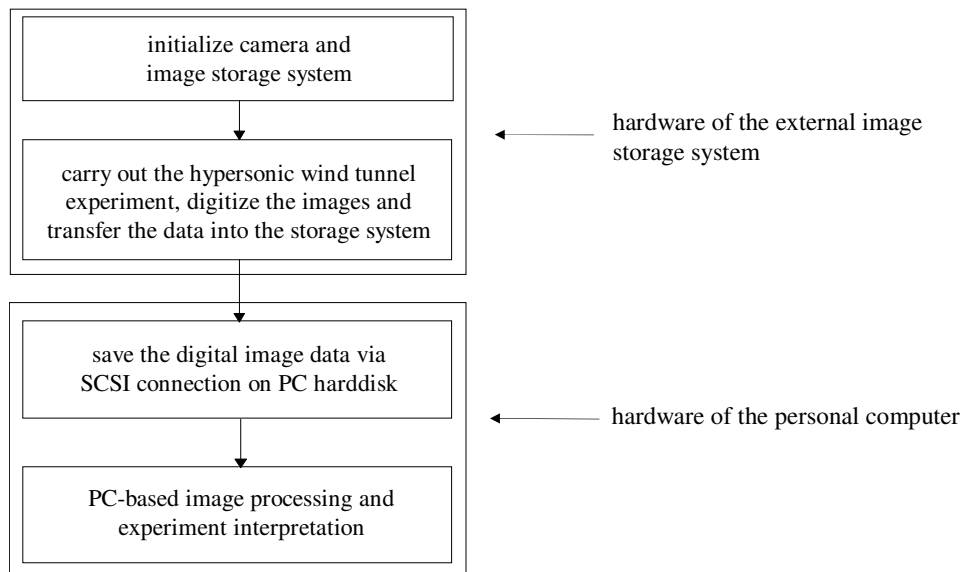 initialize camera and
image storage system
hardware of the external image
storage system
carry out the hypersonic wind tunnel
experiment, digitize the images and
transfer the data into the storage system
save the digital image data via
SCSI connection on PC harddisk
hardware of the personal computer
PC-based image processing and
experiment interpretation